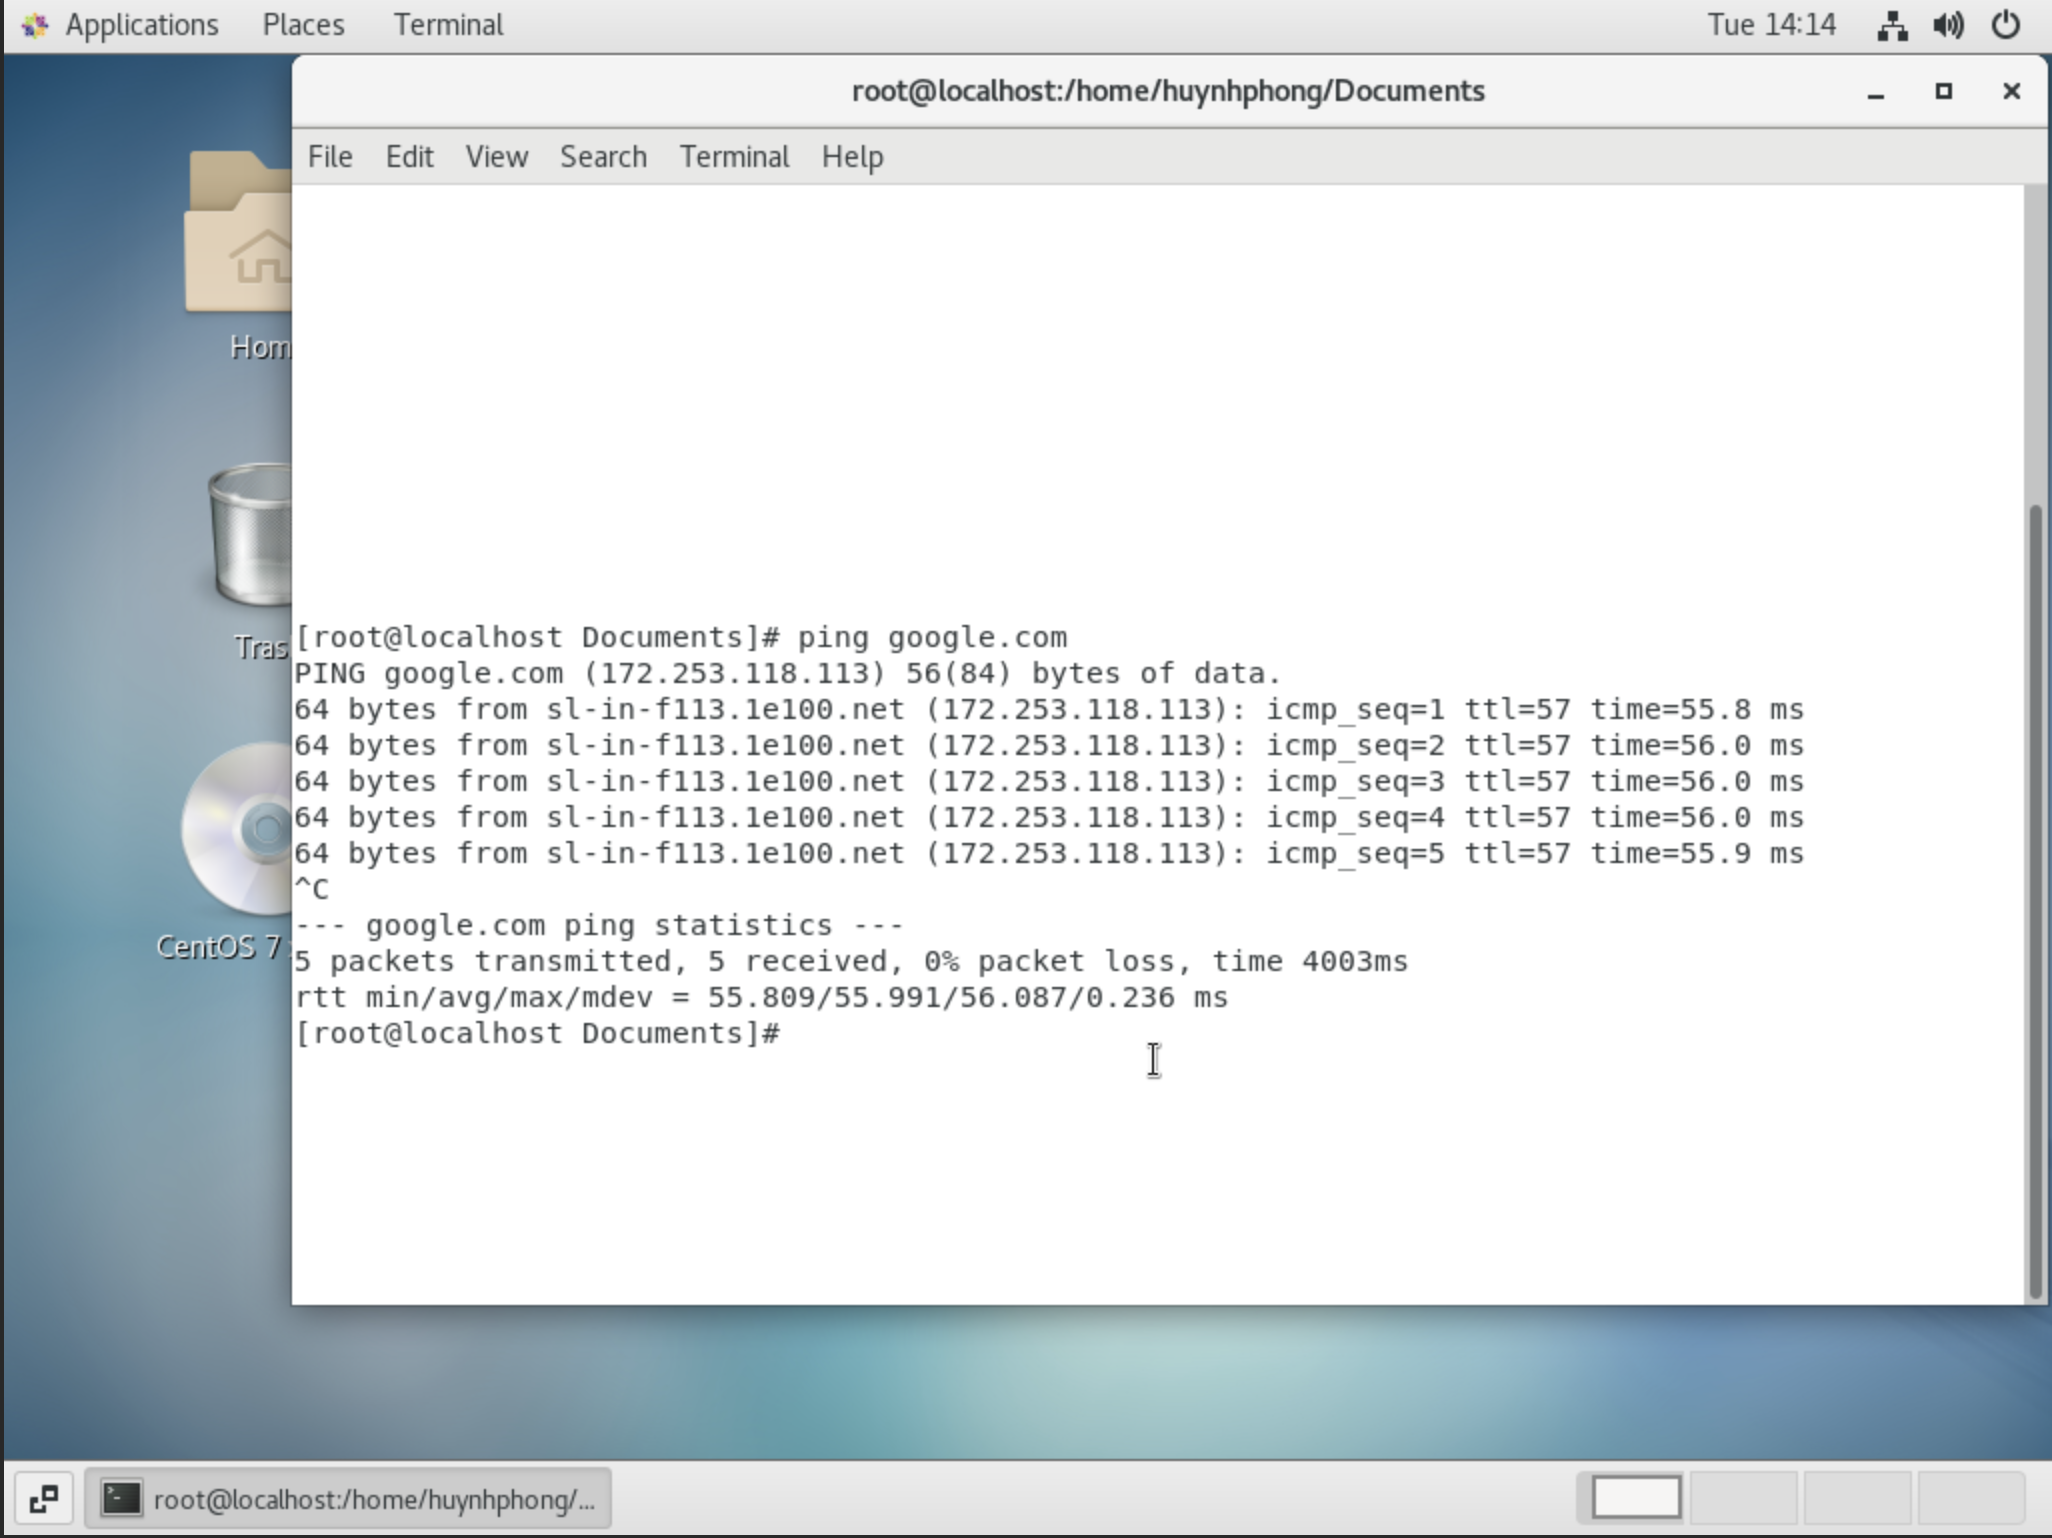 Applications Places Terminal Tue 14:14
root@localhost:/home/huynhphong/Documents
File Edit View Search Terminal Help
Hom
Tras
CentOS 7
[root@localhost Documents]# ping google.com
PING google.com (172.253.118.113) 56(84) bytes of data.
64 bytes from sl-in-f113.1e100.net (172.253.118.113): icmp_seq=1 ttl=57 time=55.8 ms
64 bytes from sl-in-f113.1e100.net (172.253.118.113): icmp_seq=2 ttl=57 time=56.0 ms
64 bytes from sl-in-f113.1e100.net (172.253.118.113): icmp_seq=3 ttl=57 time=56.0 ms
64 bytes from sl-in-f113.1e100.net (172.253.118.113): icmp_seq=4 ttl=57 time=56.0 ms
64 bytes from sl-in-f113.1e100.net (172.253.118.113): icmp_seq=5 ttl=57 time=55.9 ms
^C
--- google.com ping statistics ---
5 packets transmitted, 5 received, 0% packet loss, time 4003ms
rtt min/avg/max/mdev = 55.809/55.991/56.087/0.236 ms
[root@localhost Documents]#
root@localhost:/home/huynhphong/...